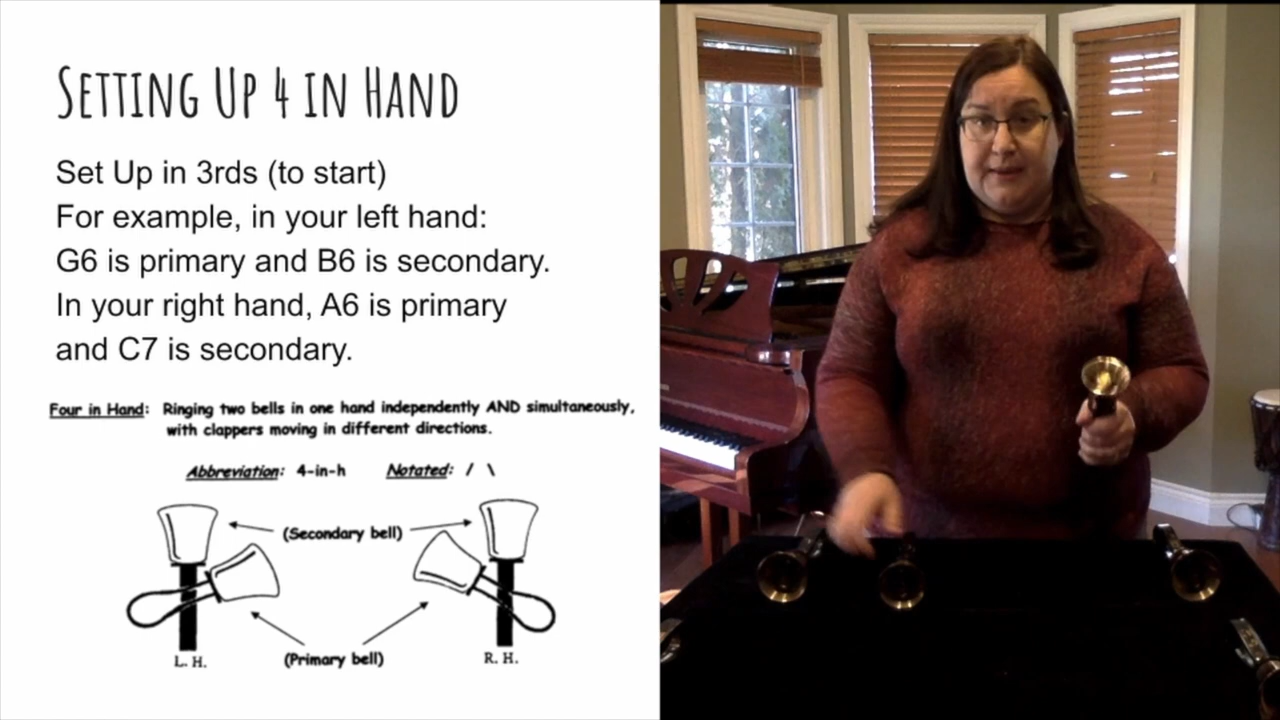 Setting Up 4 in Hand
Set Up in 3rds (to start)
For example, in your left hand:
G6 is primary and B6 is secondary.
In your right hand, A6 is primary
and C7 is secondary.
Four in Hand: Ringing two bells in one hand independently AND simultaneously,
with clappers moving in different directions.
Abbreviation: 4-in-h Notated: / \
(Secondary bell)
(Primary bell)
L. H.
R. H.